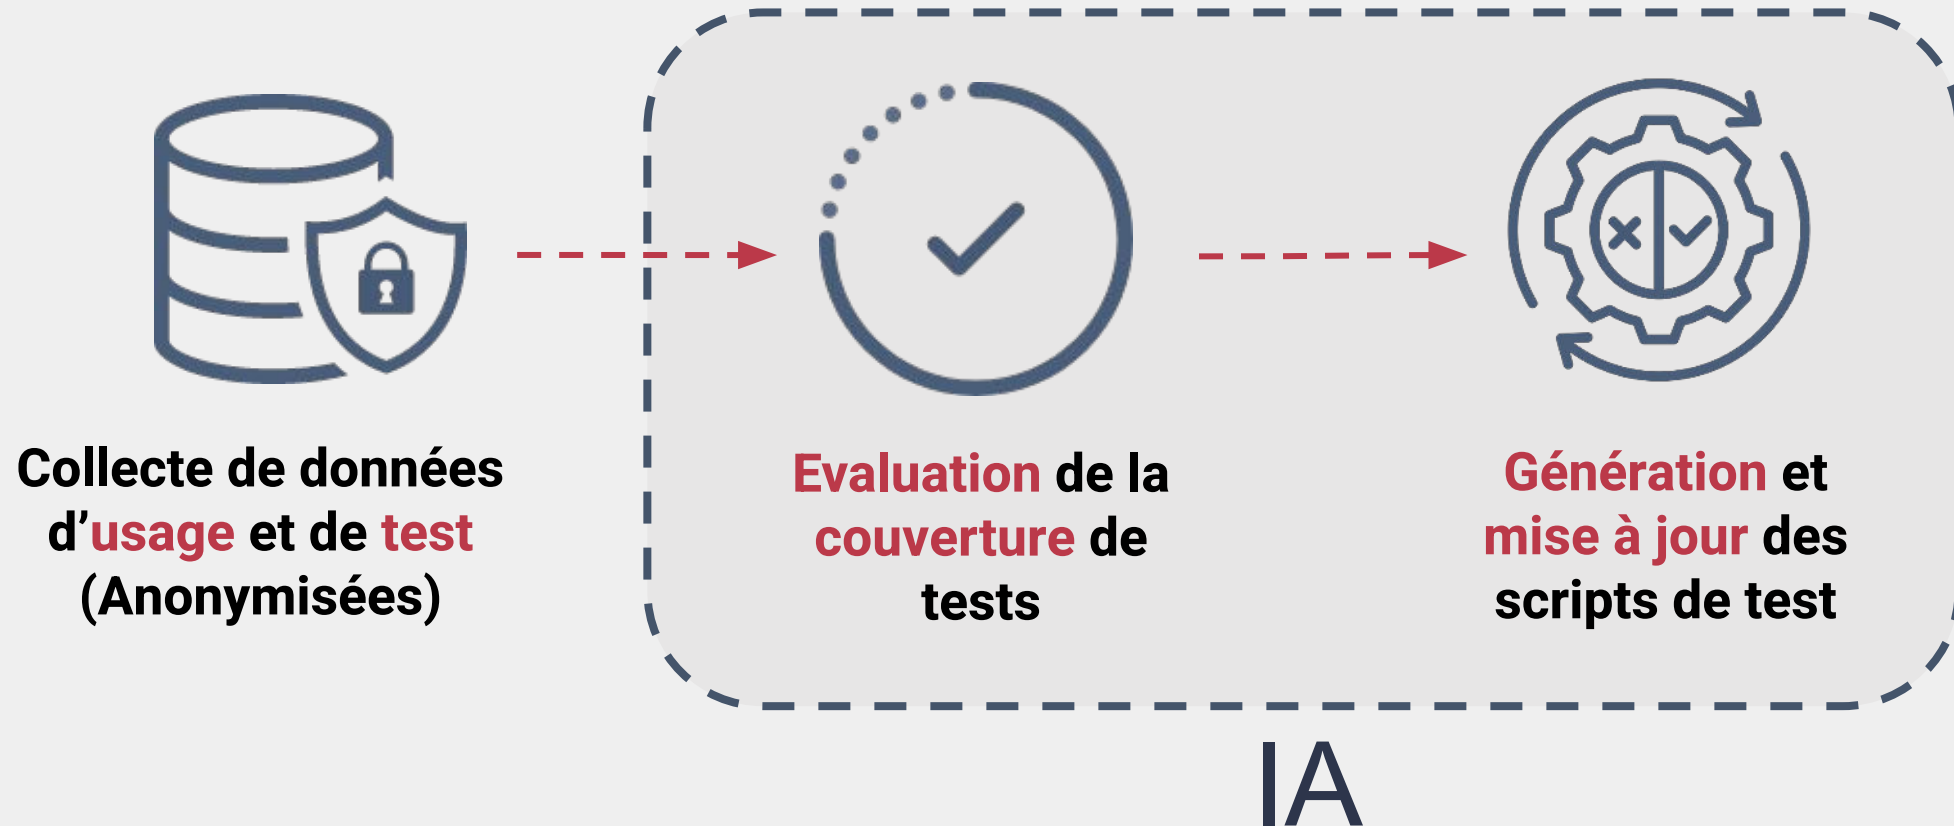 Collecte de données
d’usage et de test
(Anonymisées)
Evaluation de la
couverture de
tests
Génération et
mise à jour des
scripts de test
IA